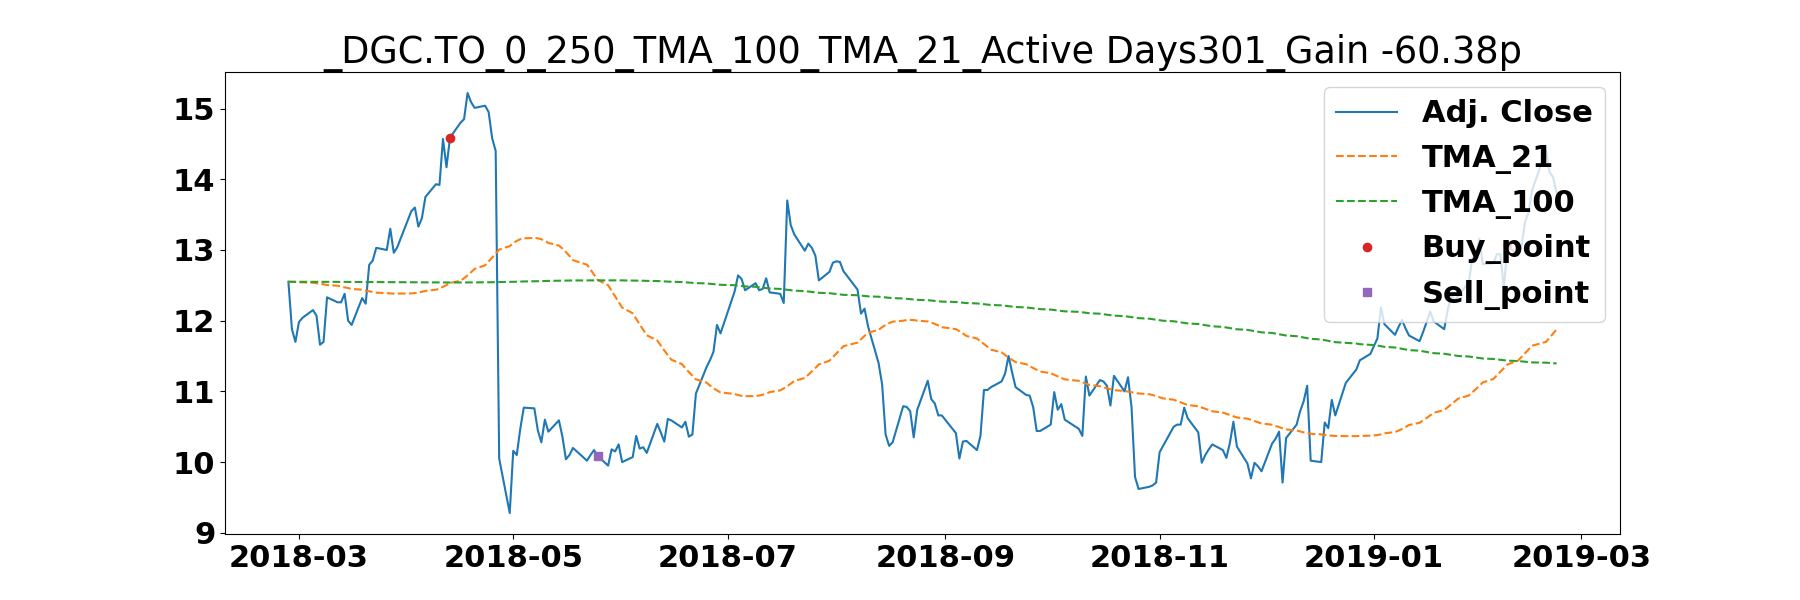 _DGC.TO_0_250_TMA_100_TMA_21_Active Days301_Gain -60.38p
15
14
13
12
11
10
9
Adj. Close
TMA_21
TMA_100
Buy_point
Sell_point
2018-03 2018-05 2018-07 2018-09 2018-11 2019-01 2019-03